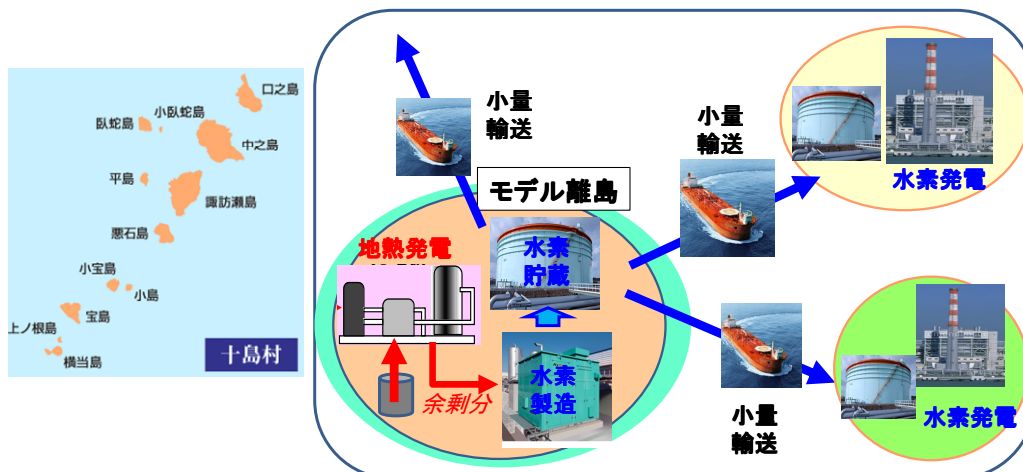 口之島
小臥蛇島
臥蛇島
中之島
平島
諏訪瀬島
悪石島
小宝島
小島
宝島
上ノ根島
横当島
十島村
小量
輸送
モデル離島
地熱発電
水素
貯蔵
余剰分
水素
製造
小量
輸送
水素発電
小量
輸送
水素発電